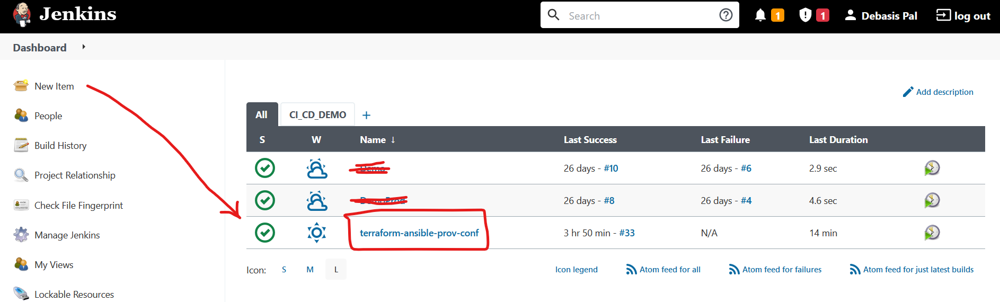 Jenkins
Search
1
1
Debasis Pal
log out
Dashboard
New Item
People
Build History
Project Relationship
Check File Fingerprint
Manage Jenkins
My Views
Lockable Resources
Add description
All CI_CD_DEMO +
S W Name ↓ Last Success Last Failure Last Duration
Demo 26 days - #10 26 days - #6 2.9 sec
DemoProd 26 days - #8 26 days - #4 4.6 sec
terraform-ansible-prov-conf 3 hr 50 min - #33 N/A 14 min
Icon: S M L Icon legend Atom feed for all Atom feed for failures Atom feed for just latest builds